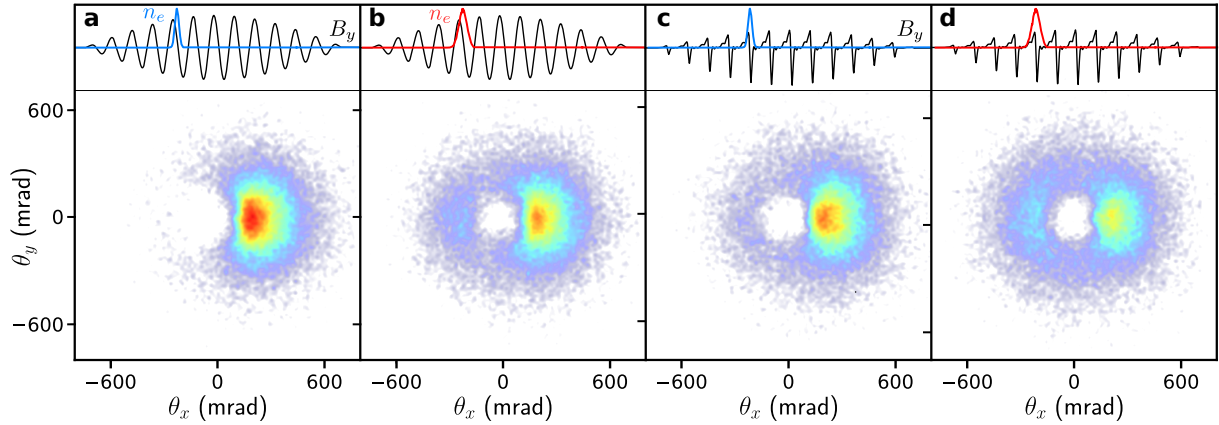 a n_e B_y
b n_e
c B_y
d
600
0
−600
θ_y (mrad)
−600 0 600 −600 0 600 −600 0 600 −600 0 600
θ_x (mrad) θ_x (mrad) θ_x (mrad) θ_x (mrad)